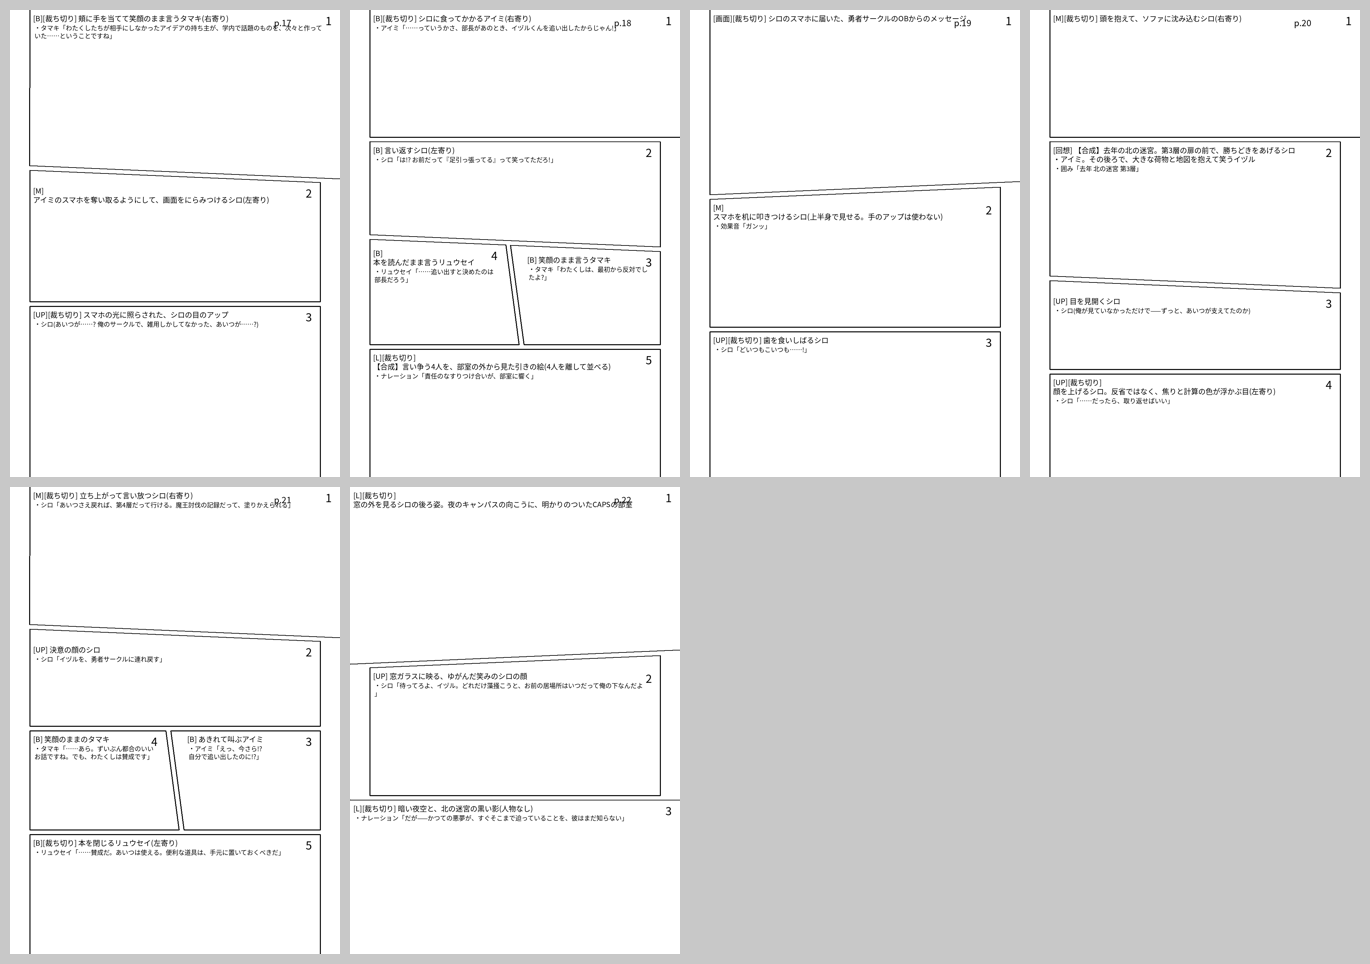 p.17
1
[B][裁ち切り] 頬に手を当てて笑顔のまま言うタマキ(右寄り)
・タマキ「わたくしたちが相手にしなかったアイデアの持ち主が、学内で話題のものを、次々と作って
いた……ということですね」
2
[M]
アイミのスマホを奪い取るようにして、画面をにらみつけるシロ(左寄り)
3
[UP][裁ち切り] スマホの光に照らされた、シロの目のアップ
・シロ(あいつが……? 俺のサークルで、雑用しかしてなかった、あいつが……?)
p.18
1
[B][裁ち切り] シロに食ってかかるアイミ(右寄り)
・アイミ「……っていうかさ、部長があのとき、イヅルくんを追い出したからじゃん!」
2
[B] 言い返すシロ(左寄り)
・シロ「は!? お前だって『足引っ張ってる』って笑ってただろ!」
3
[B] 笑顔のまま言うタマキ
・タマキ「わたくしは、最初から反対でし
たよ?」
4
[B]
本を読んだまま言うリュウセイ
・リュウセイ「……追い出すと決めたのは
部長だろう」
5
[L][裁ち切り]
【合成】言い争う4人を、部室の外から見た引きの絵(4人を離して並べる)
・ナレーション「責任のなすりつけ合いが、部室に響く」
p.19
1
[画面][裁ち切り] シロのスマホに届いた、勇者サークルのOBからのメッセージ
2
[M]
スマホを机に叩きつけるシロ(上半身で見せる。手のアップは使わない)
・効果音「ガンッ」
3
[UP][裁ち切り] 歯を食いしばるシロ
・シロ「どいつもこいつも……!」
p.20
1
[M][裁ち切り] 頭を抱えて、ソファに沈み込むシロ(右寄り)
2
[回想] 【合成】去年の北の迷宮。第3層の扉の前で、勝ちどきをあげるシロ
・アイミ。その後ろで、大きな荷物と地図を抱えて笑うイヅル
・囲み「去年 北の迷宮 第3層」
3
[UP] 目を見開くシロ
・シロ(俺が見ていなかっただけで——ずっと、あいつが支えてたのか)
4
[UP][裁ち切り]
顔を上げるシロ。反省ではなく、焦りと計算の色が浮かぶ目(左寄り)
・シロ「……だったら、取り返せばいい」
p.21
1
[M][裁ち切り] 立ち上がって言い放つシロ(右寄り)
・シロ「あいつさえ戻れば、第4層だって行ける。魔王討伐の記録だって、塗りかえられる」
2
[UP] 決意の顔のシロ
・シロ「イヅルを、勇者サークルに連れ戻す」
3
[B] あきれて叫ぶアイミ
・アイミ「えっ、今さら!?
自分で追い出したのに!?」
4
[B] 笑顔のままのタマキ
・タマキ「……あら。ずいぶん都合のいい
お話ですね。でも、わたくしは賛成です」
5
[B][裁ち切り] 本を閉じるリュウセイ(左寄り)
・リュウセイ「……賛成だ。あいつは使える。便利な道具は、手元に置いておくべきだ」
p.22
1
[L][裁ち切り]
窓の外を見るシロの後ろ姿。夜のキャンパスの向こうに、明かりのついたCAPSの部室
2
[UP] 窓ガラスに映る、ゆがんだ笑みのシロの顔
・シロ「待ってろよ、イヅル。どれだけ藻掻こうと、お前の居場所はいつだって俺の下なんだよ
」
3
[L][裁ち切り] 暗い夜空と、北の迷宮の黒い影(人物なし)
・ナレーション「だが——かつての悪夢が、すぐそこまで迫っていることを、彼はまだ知らない」